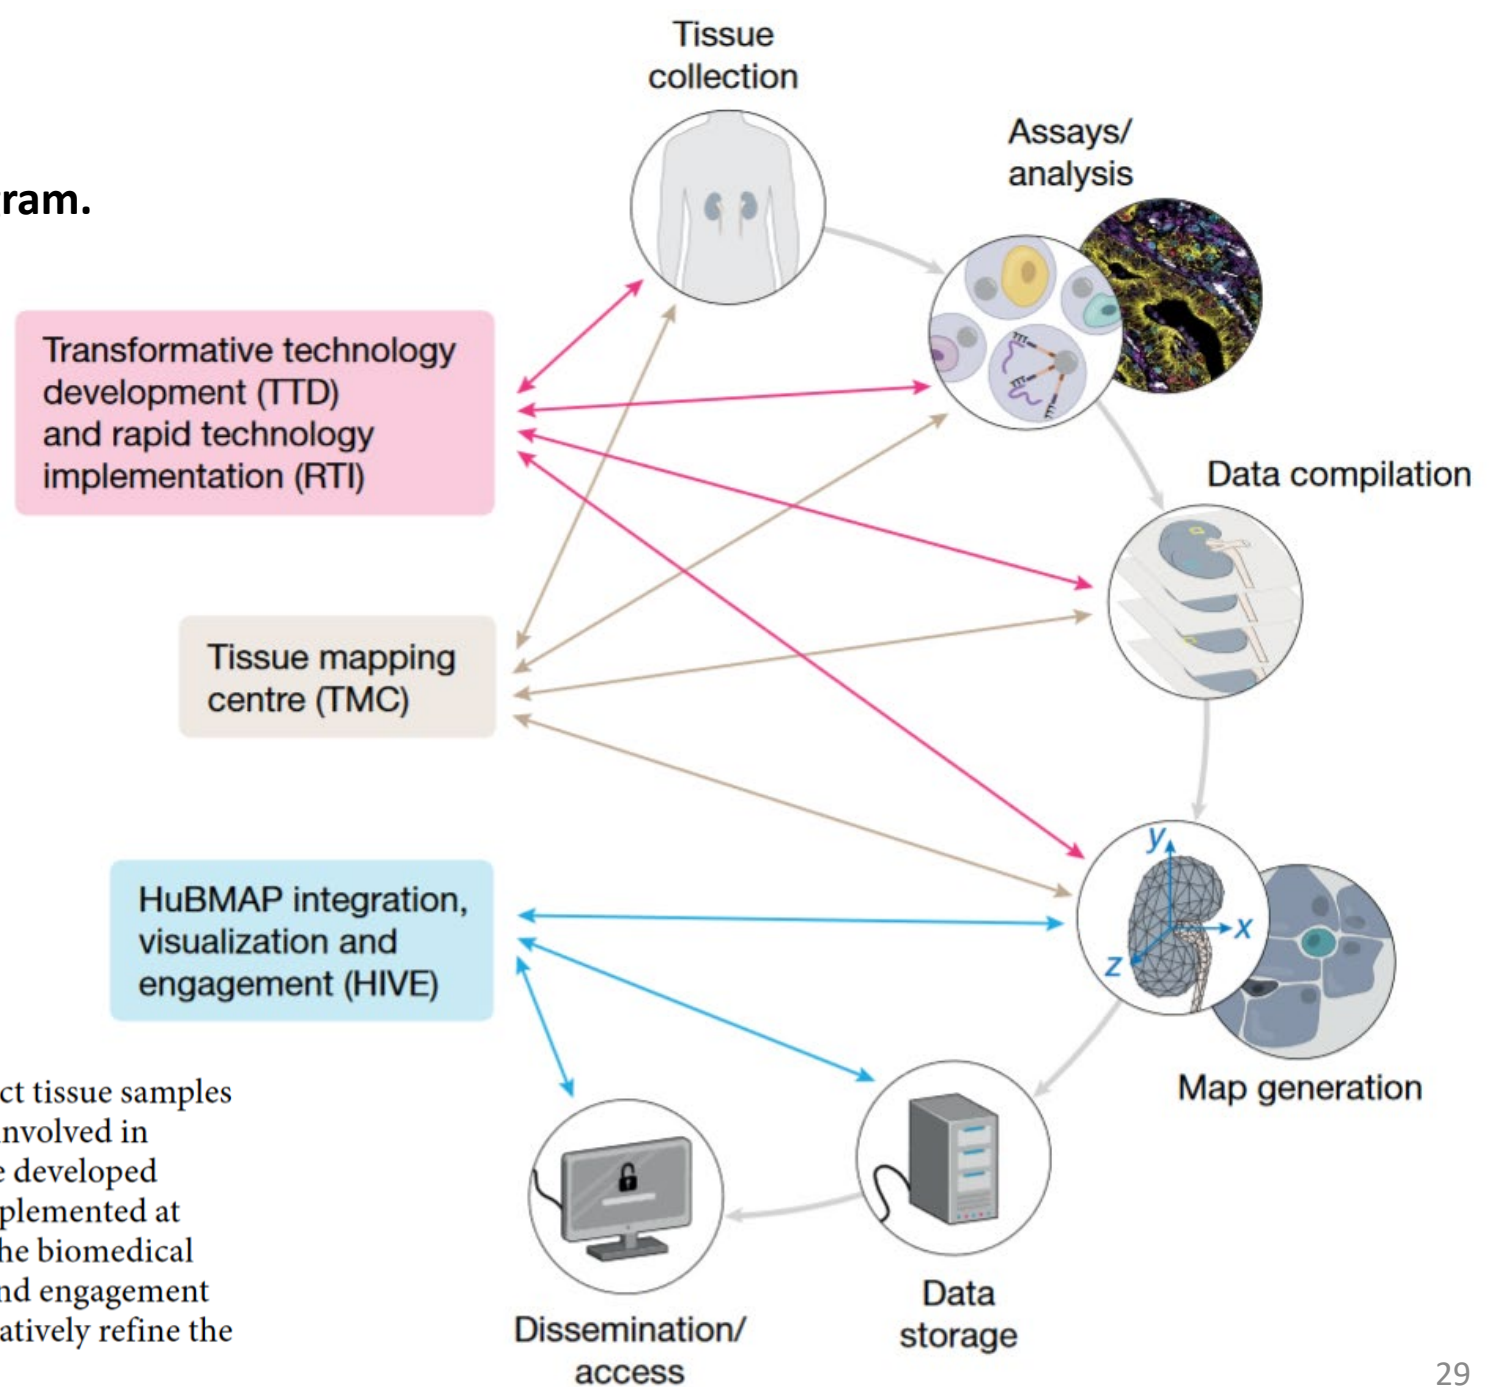 Tissue
collection
Assays/
analysis
ram.
Transformative technology
development (TTD)
and rapid technology
implementation (RTI)
Data compilation
Tissue mapping
centre (TMC)
HuBMAP integration,
visualization and
engagement (HIVE)
y
x
z
Map generation
ct tissue samples
involved in
e developed
plemented at
he biomedical
nd engagement
atively refine the
Data
storage
Dissemination/
access
29